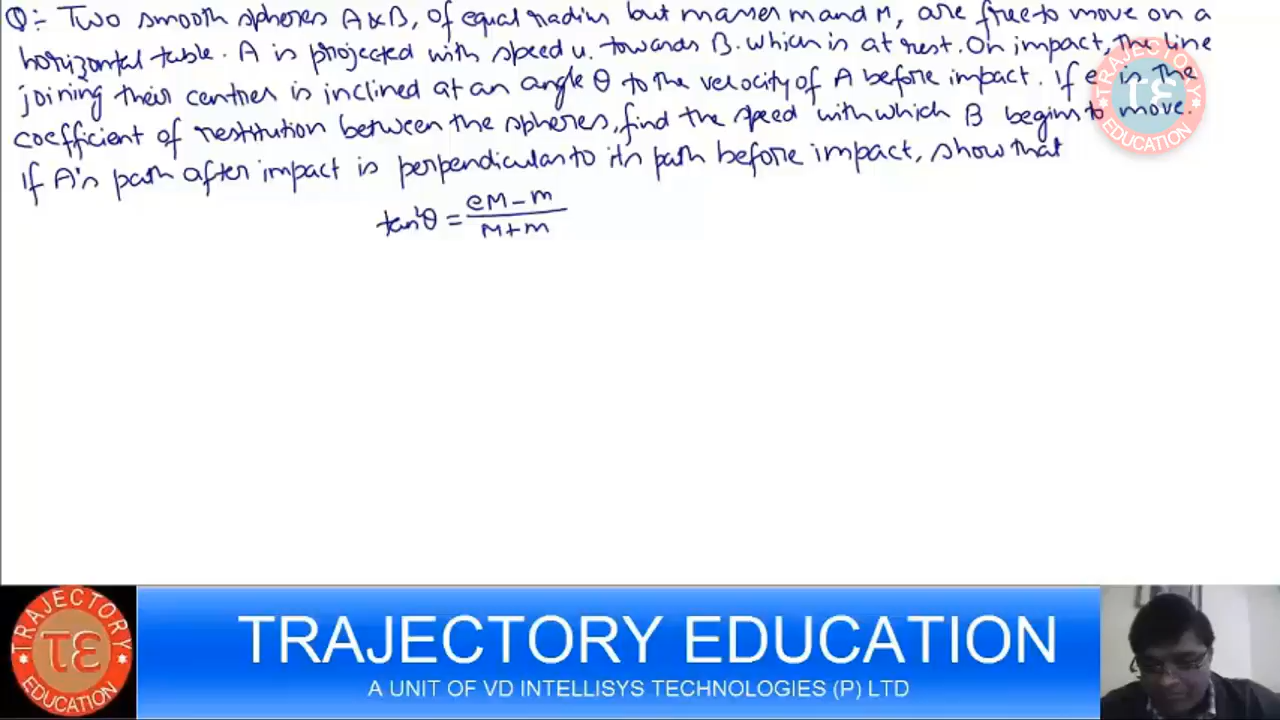 Q:- Two smooth spheres A & B, of equal radius but masses m and M, are free to move on a
horizontal table. A is projected with speed u. towards B. which is at rest. On impact, the line
joining their centres is inclined at an angle θ to the velocity of A before impact. If e is the
coefficient of restitution between the spheres, find the speed with which B begins to move.
If A's path after impact is perpendicular to its path before impact, show that
tan²θ = eM - m / M + m
TRAJECTORY
TE
EDUCATION
TRAJECTORY
TE
EDUCATION
TRAJECTORY EDUCATION
A UNIT OF VD INTELLISYS TECHNOLOGIES (P) LTD